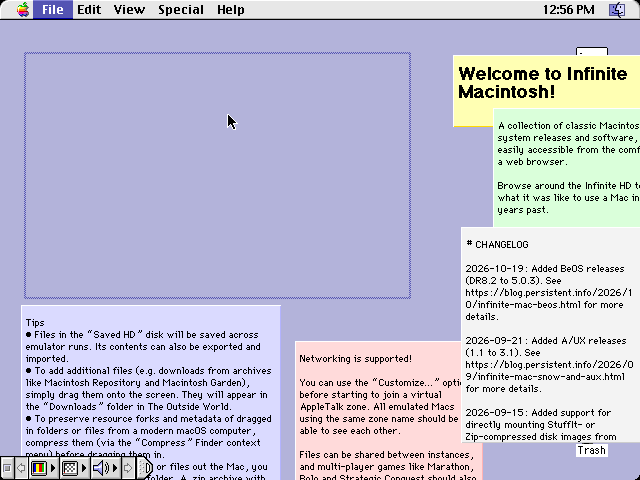 File Edit View Special Help 12:56 PM
Welcome to Infinite
Macintosh!
A collection of classic Macintos
system releases and software,
easily accessible from the comf
a web browser.
Browse around the Infinite HD to
what it was like to use a Mac in
years past.
# CHANGELOG
2026-10-19: Added BeOS releases
(DR8.2 to 5.0.3). See
https://blog.persistent.info/2026/1
0/infinite-mac-beos.html for more
details.
2026-09-21: Added A/UX releases
(1.1 to 3.1). See
https://blog.persistent.info/2026/0
9/infinite-mac-snow-and-aux.html
for more details.
2026-09-15: Added support for
directly mounting StuffIt- or
Zip-compressed disk images from
Trash
Tips
● Files in the “Saved HD” disk will be saved across
emulator runs. Its contents can also be exported and
imported.
● To add additional files (e.g. downloads from archives
like Macintosh Repository and Macintosh Garden),
simply drag them onto the screen. They will appear
in the “Downloads” folder in The Outside World.
● To preserve resource forks and metadata of dragged
in folders or files from a modern macOS computer,
compress them (via the “Compress” Finder context
menu) before dragging them in.
or files out the Mac, you
folder. A .zip archive with
Networking is supported!
You can use the “Customize...” optio
before starting to join a virtual
AppleTalk zone. All emulated Macs
using the same zone name should be
able to see each other.
Files can be shared between instances,
and multi-player games like Marathon,
Bolo and Strategic Conquest should also